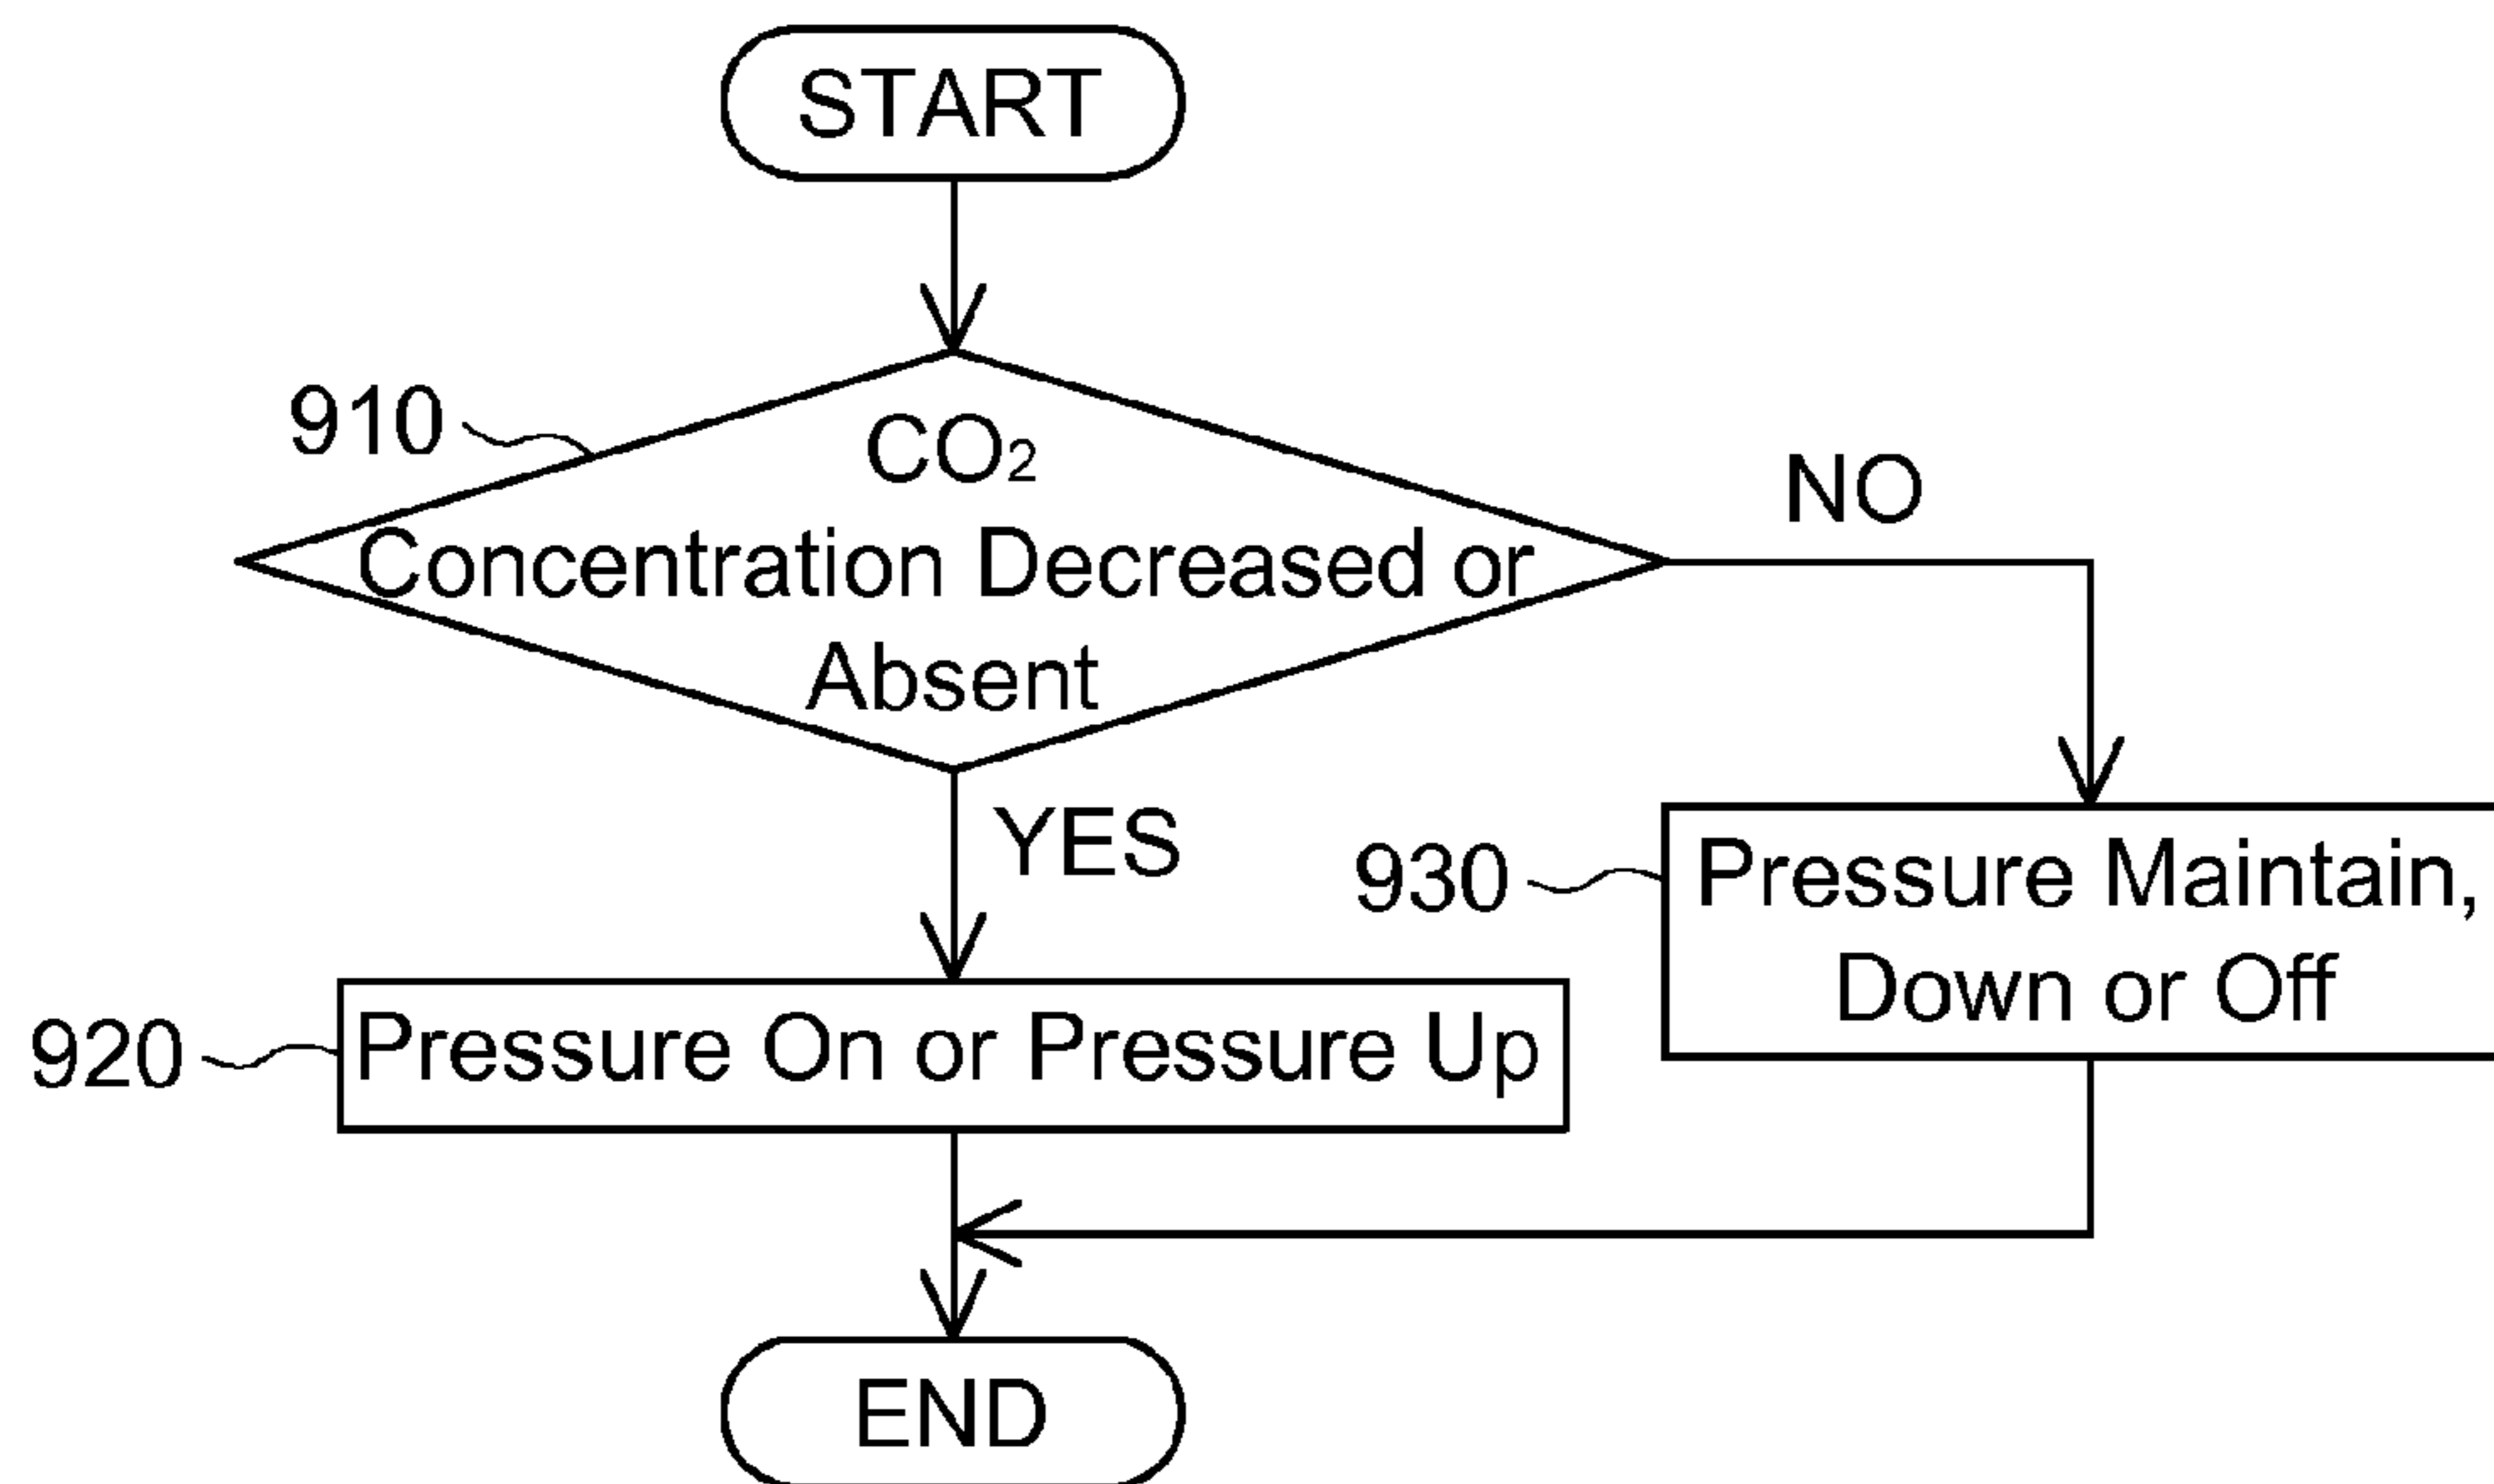 START
910
CO₂
Concentration Decreased or
Absent
NO
YES
930
Pressure Maintain,
Down or Off
920
Pressure On or Pressure Up
END